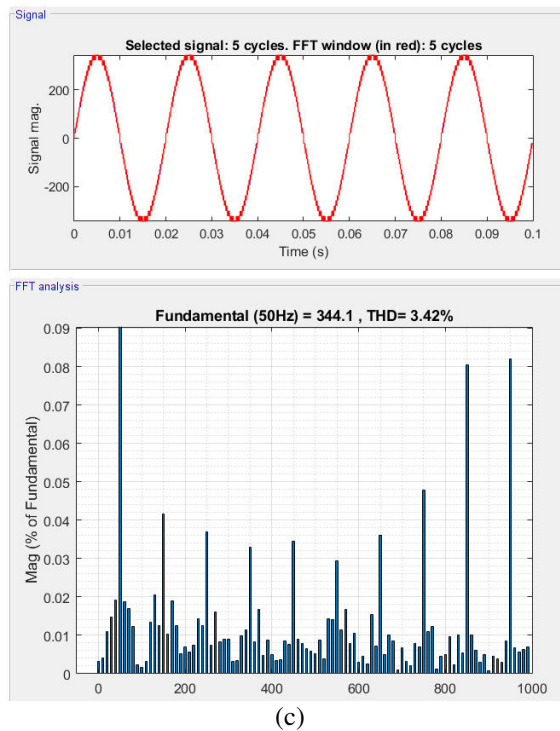 Signal
Selected signal: 5 cycles. FFT window (in red): 5 cycles
200
0
-200
Signal mag.
0 0.01 0.02 0.03 0.04 0.05 0.06 0.07 0.08 0.09 0.1
Time (s)
FFT analysis
Fundamental (50Hz) = 344.1 , THD= 3.42%
0.09
0.08
0.07
0.06
0.05
0.04
0.03
0.02
0.01
0
Mag (% of Fundamental)
0 200 400 600 800 1000
(c)